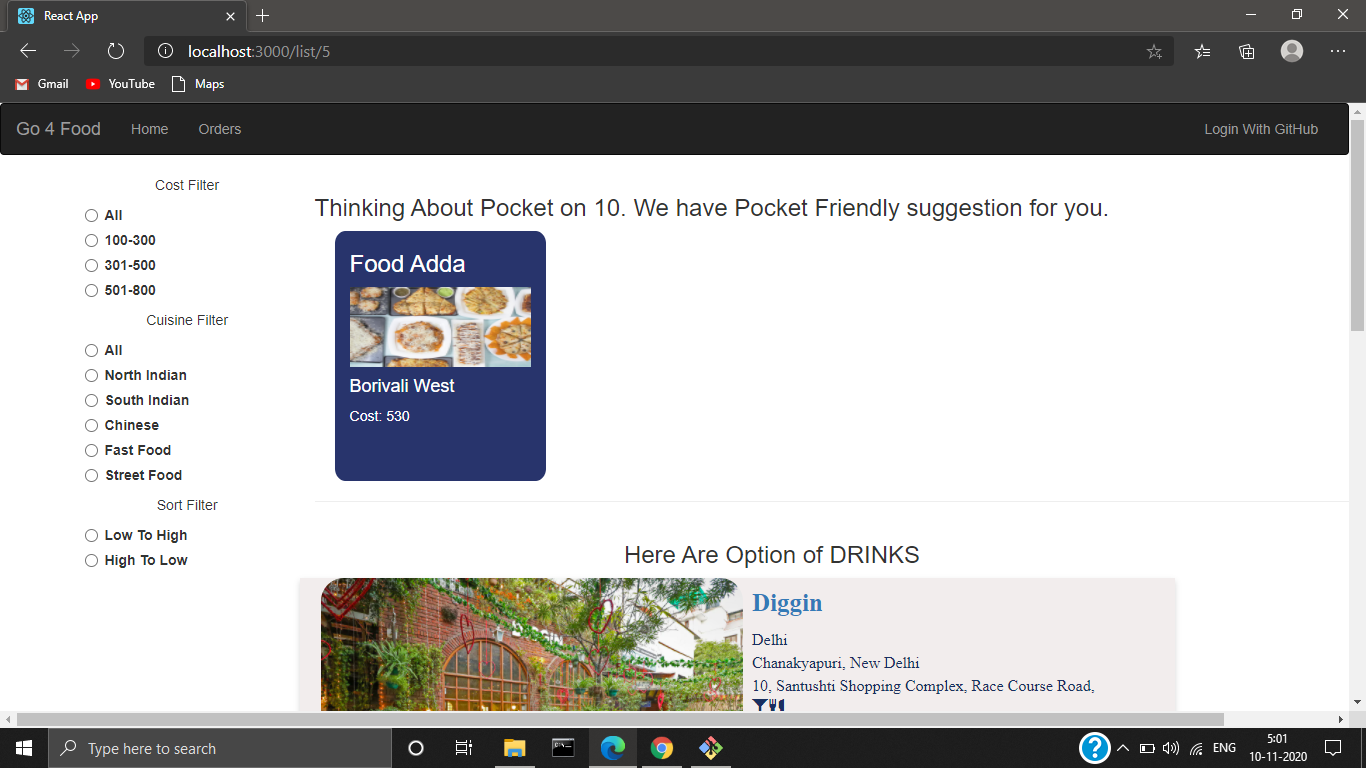 React App
localhost:3000/list/5
Gmail YouTube Maps
Go 4 Food Home Orders Login With GitHub
Cost Filter
All
100-300
301-500
501-800
Cuisine Filter
All
North Indian
South Indian
Chinese
Fast Food
Street Food
Sort Filter
Low To High
High To Low
Thinking About Pocket on 10. We have Pocket Friendly suggestion for you.
Food Adda
Borivali West
Cost: 530
Here Are Option of DRINKS
Diggin
Delhi
Chanakyapuri, New Delhi
10, Santushti Shopping Complex, Race Course Road,
Type here to search
ENG
5:01
10-11-2020